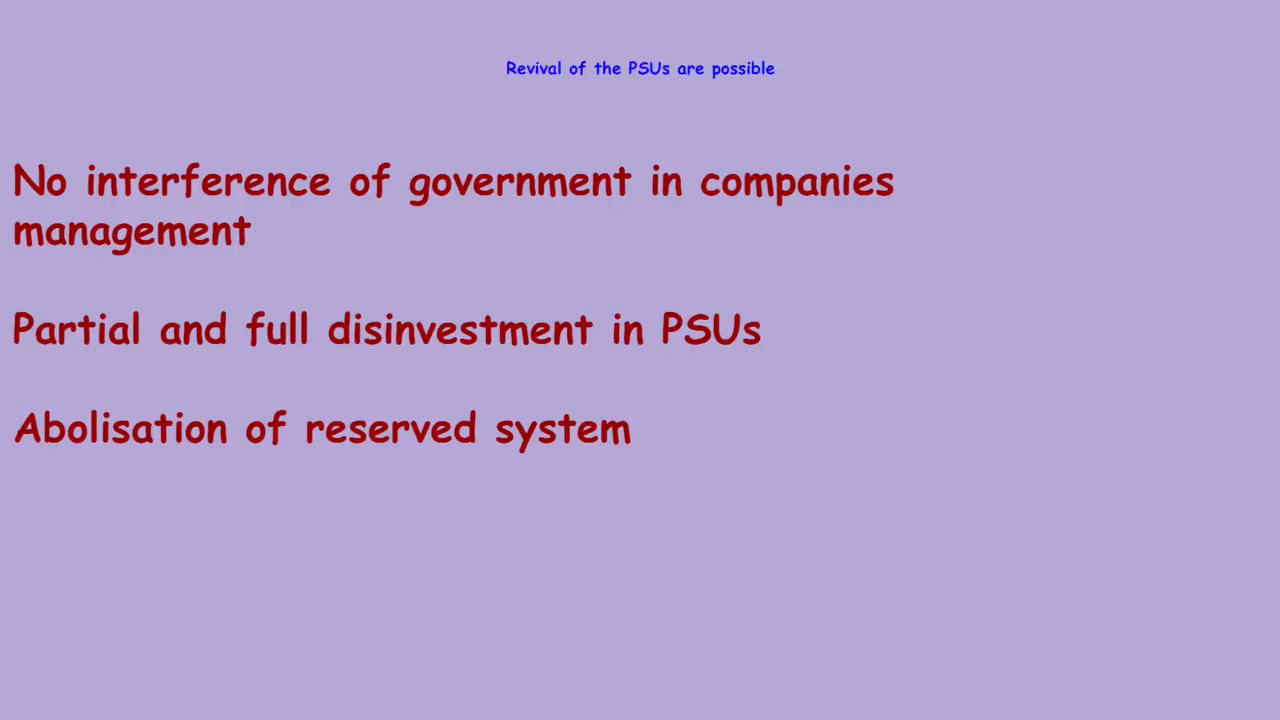 Revival of the PSUs are possible
No interference of government in companies
management
Partial and full disinvestment in PSUs
Abolisation of reserved system